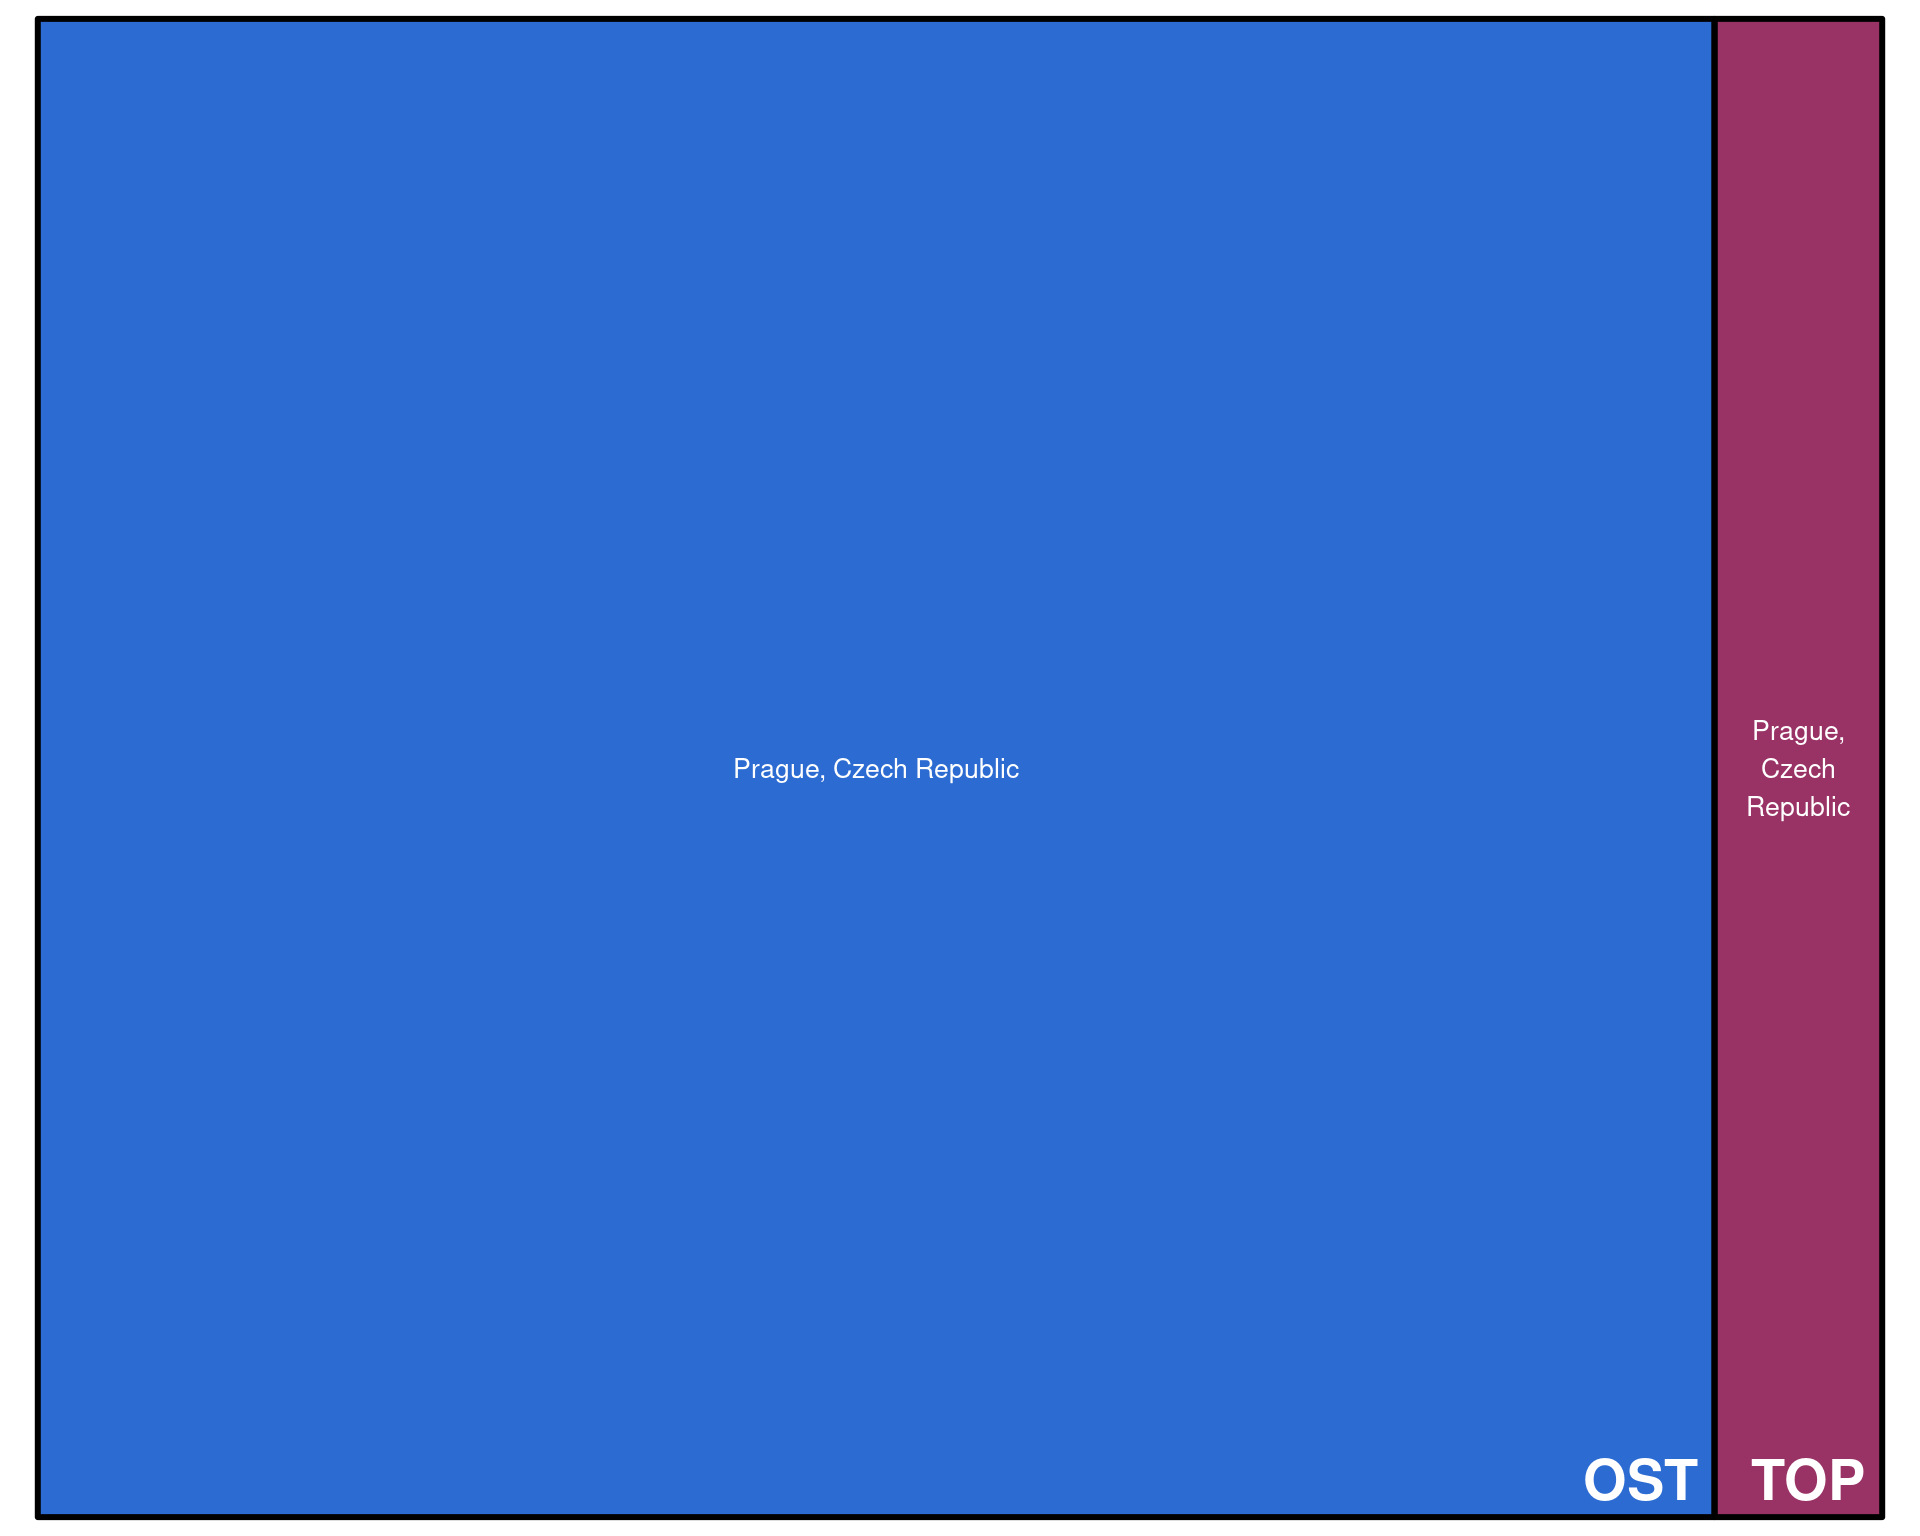 Prague, Czech Republic
OST
Prague,
Czech
Republic
TOP